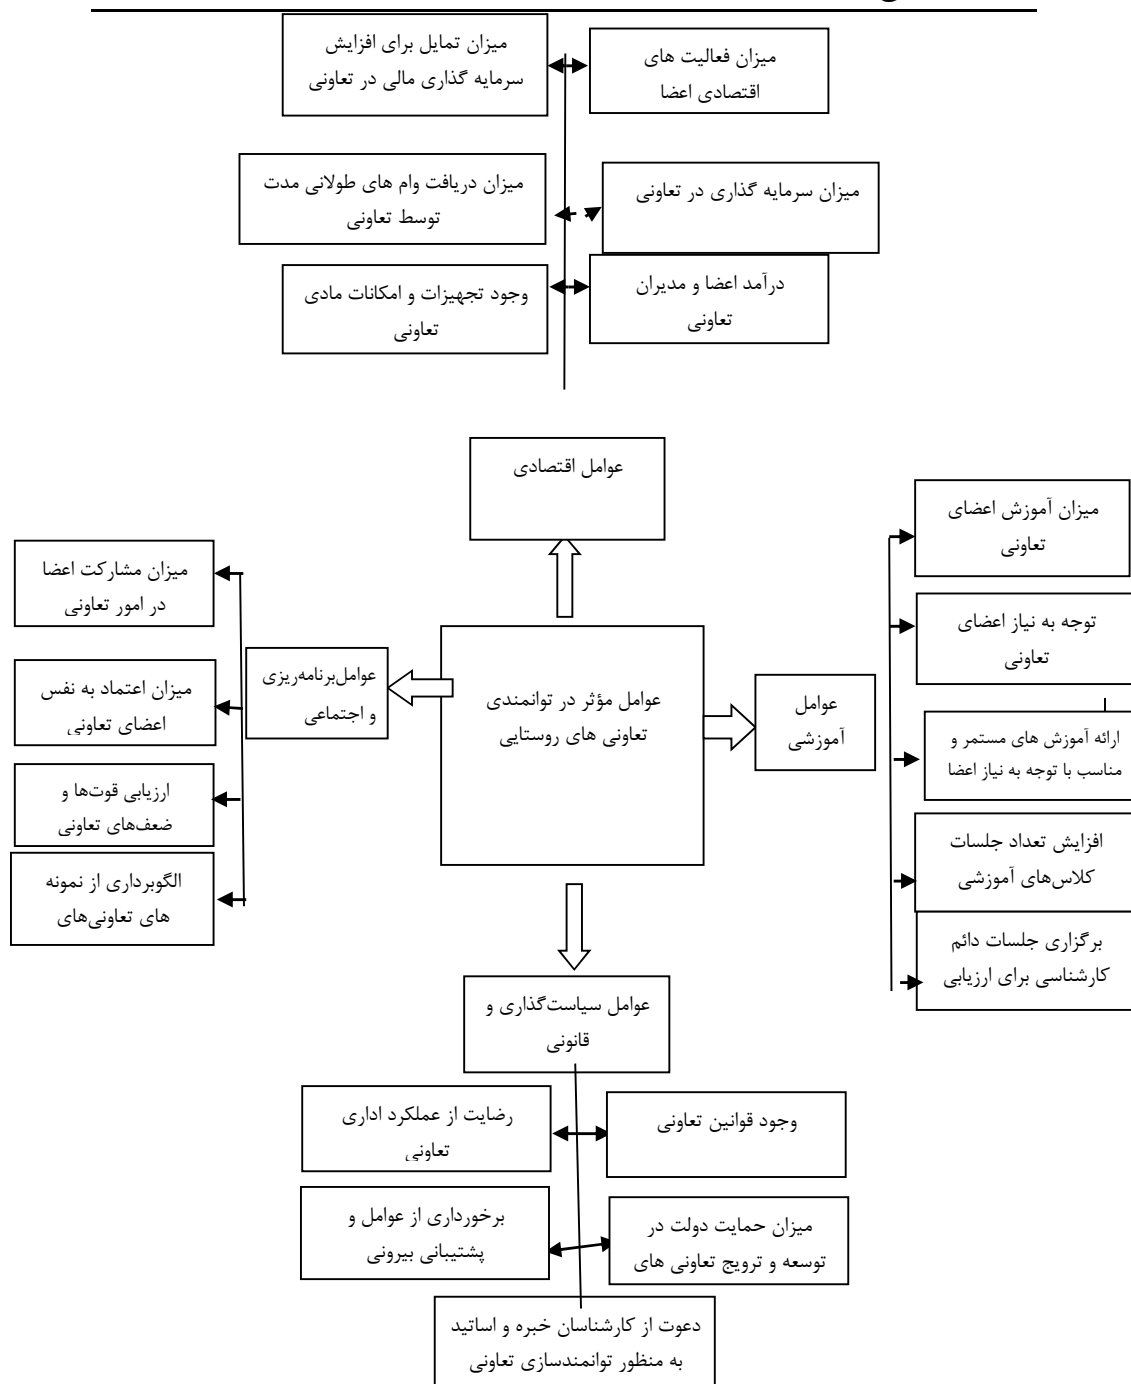 میزان تمایل برای افزایش
سرمایه گذاری مالی در تعاونی
میزان فعالیت های
اقتصادی اعضا
میزان دریافت وام های طولانی مدت
توسط تعاونی
میزان سرمایه گذاری در تعاونی
وجود تجهیزات و امکانات مادی
تعاونی
درآمد اعضا و مدیران
تعاونی
عوامل اقتصادی
میزان آموزش اعضای
تعاونی
توجه به نیاز اعضای
تعاونی
ارائه آموزش های مستمر و
مناسب با توجه به نیاز اعضا
افزایش تعداد جلسات
کلاس‌های آموزشی
برگزاری جلسات دائم
کارشناسی برای ارزیابی
عوامل
آموزشی
عوامل مؤثر در توانمندی
تعاونی های روستایی
عوامل‌برنامه‌ریزی
و اجتماعی
میزان مشارکت اعضا
در امور تعاونی
میزان اعتماد به نفس
اعضای تعاونی
ارزیابی قوت‌ها و
ضعف‌های تعاونی
الگوبرداری از نمونه
های تعاونی‌های
عوامل سیاست‌گذاری و
قانونی
رضایت از عملکرد اداری
تعاونی
وجود قوانین تعاونی
برخورداری از عوامل و
پشتیبانی بیرونی
میزان حمایت دولت در
توسعه و ترویج تعاونی های
دعوت از کارشناسان خبره و اساتید
به منظور توانمندسازی تعاونی